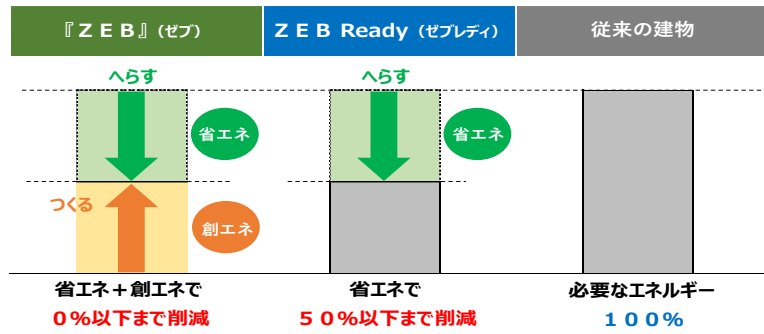 『ＺＥＢ』(ゼブ)
ＺＥＢ Ready (ゼブレディ)
従来の建物
へらす
へらす
省エネ
省エネ
つくる
創エネ
省エネ＋創エネで
０％以下まで削減
省エネで
５０％以下まで削減
必要なエネルギー
１００％